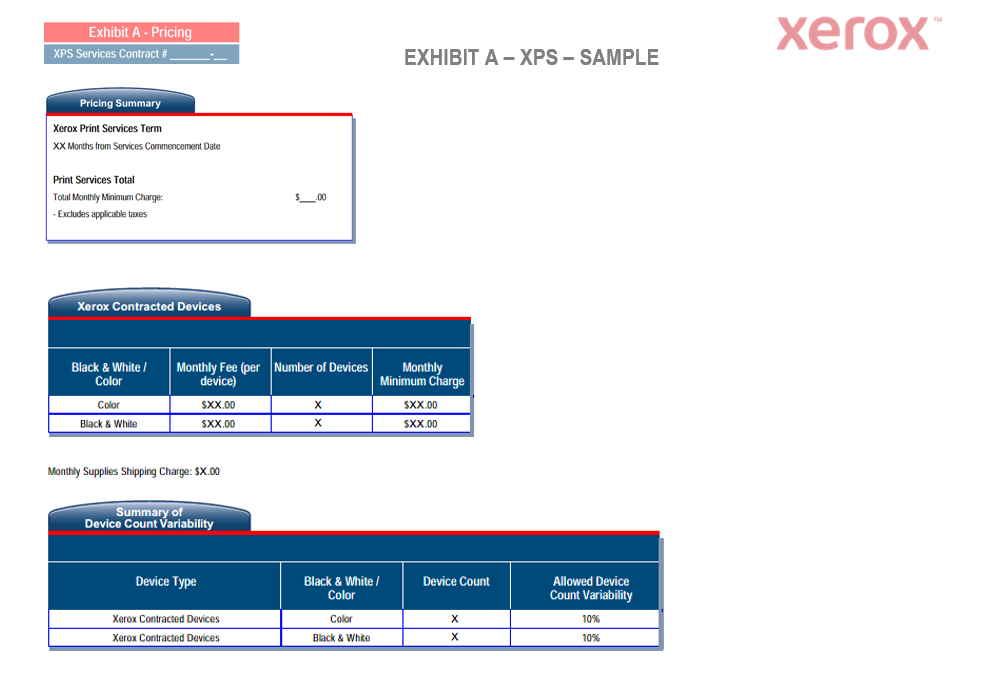 Exhibit A - Pricing
XPS Services Contract # _______-__
EXHIBIT A – XPS – SAMPLE
xerox™
Pricing Summary
Xerox Print Services Term
XX Months from Services Commencement Date
Print Services Total
Total Monthly Minimum Charge: $___.00
- Excludes applicable taxes
Xerox Contracted Devices
Black & White / Color Monthly Fee (per device) Number of Devices Monthly Minimum Charge
Color $XX.00 X $XX.00
Black & White $XX.00 X $XX.00
Monthly Supplies Shipping Charge: $X.00
Summary of
Device Count Variability
Device Type Black & White / Color Device Count Allowed Device Count Variability
Xerox Contracted Devices Color X 10%
Xerox Contracted Devices Black & White X 10%